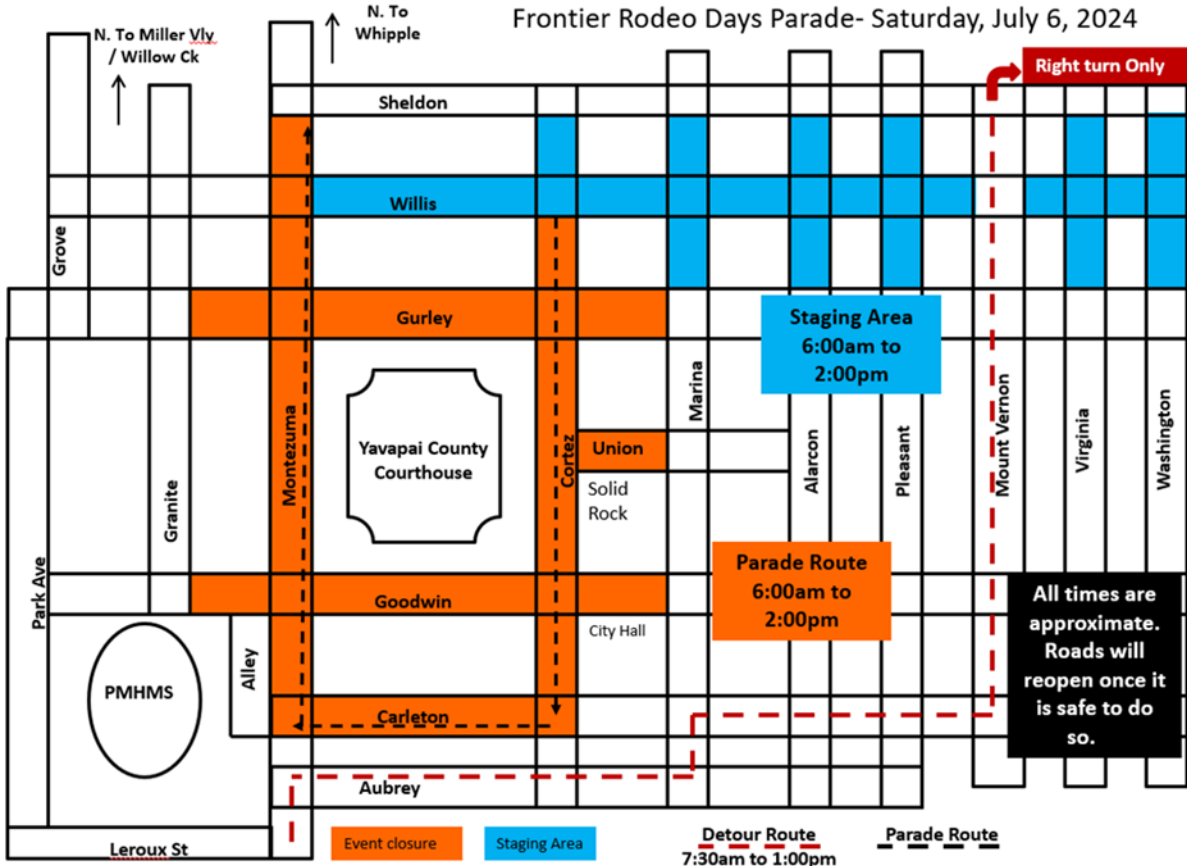 Frontier Rodeo Days Parade- Saturday, July 6, 2024
N. To Miller Vly
/ Willow Ck
N. To
Whipple
Right turn Only
Sheldon
Willis
Grove
Gurley
Staging Area
6:00am to
2:00pm
Park Ave
Granite
Montezuma
Yavapai County
Courthouse
Cortez
Union
Solid
Rock
Marina
Alarcon
Pleasant
Mount Vernon
Virginia
Washington
Parade Route
6:00am to
2:00pm
Goodwin
City Hall
All times are
approximate.
Roads will
reopen once it
is safe to do
so.
PMHMS
Alley
Carleton
Aubrey
Leroux St
Event closure
Staging Area
Detour Route
7:30am to 1:00pm
Parade Route